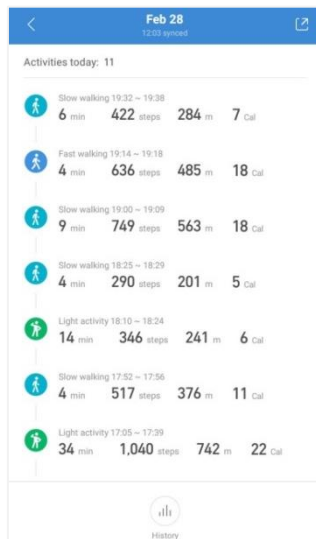 Feb 28
12:03 synced
Activities today: 11
Slow walking 19:32 ~ 19:38
6 min 422 steps 284 m 7 Cal
Fast walking 19:14 ~ 19:18
4 min 636 steps 485 m 18 Cal
Slow walking 19:00 ~ 19:09
9 min 749 steps 563 m 18 Cal
Slow walking 18:25 ~ 18:29
4 min 290 steps 201 m 5 Cal
Light activity 18:10 ~ 18:24
14 min 346 steps 241 m 6 Cal
Slow walking 17:52 ~ 17:56
4 min 517 steps 376 m 11 Cal
Light activity 17:05 ~ 17:39
34 min 1,040 steps 742 m 22 Cal
History